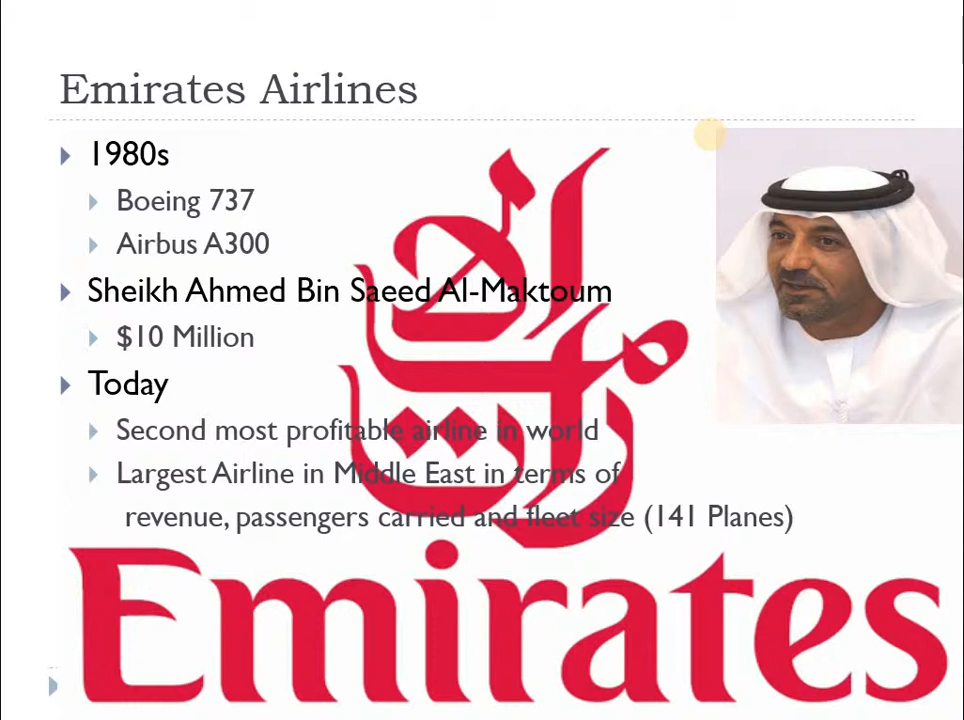 Emirates Airlines
1980s
Boeing 737
Airbus A300
Sheikh Ahmed Bin Saeed Al-Maktoum
$10 Million
Today
Second most profitable airline in world
Largest Airline in Middle East in terms of
revenue, passengers carried and fleet size (141 Planes)
الإمارات
Emirates